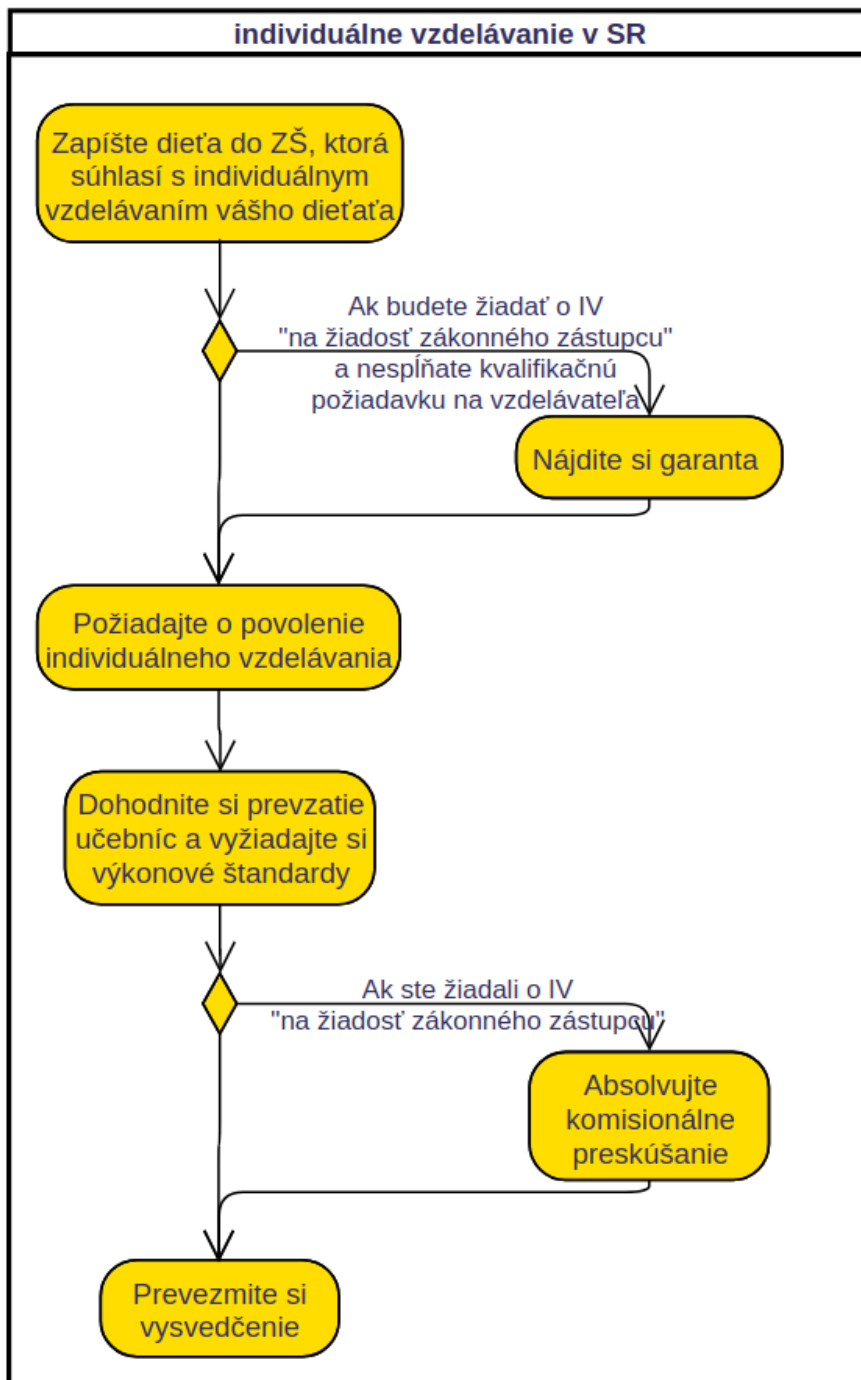 individuálne vzdelávanie v SR
Zapíšte dieťa do ZŠ, ktorá
súhlasí s individuálnym
vzdelávaním vášho dieťaťa
Ak budete žiadať o IV
"na žiadosť zákonného zástupcu"
a nespĺňate kvalifikačnú
požiadavku na vzdelávateľa
Nájdite si garanta
Požiadajte o povolenie
individuálneho vzdelávania
Dohodnite si prevzatie
učebníc a vyžiadajte si
výkonové štandardy
Ak ste žiadali o IV
"na žiadosť zákonného zástupcu"
Absolvujte
komisionálne
preskúšanie
Prevezmite si
vysvedčenie